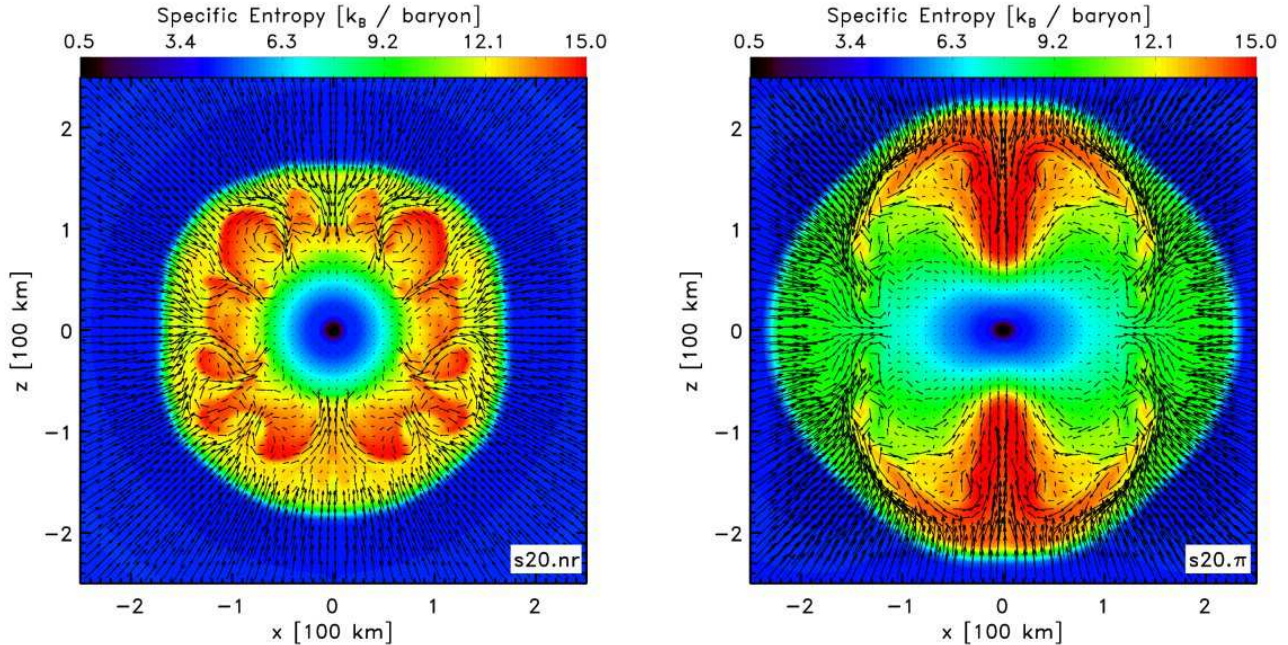 Specific Entropy [k_B / baryon]
0.5 3.4 6.3 9.2 12.1 15.0
2
1
0
−1
−2
z [100 km]
s20.nr
−2 −1 0 1 2
x [100 km]
Specific Entropy [k_B / baryon]
0.5 3.4 6.3 9.2 12.1 15.0
2
1
0
−1
−2
z [100 km]
s20.π
−2 −1 0 1 2
x [100 km]